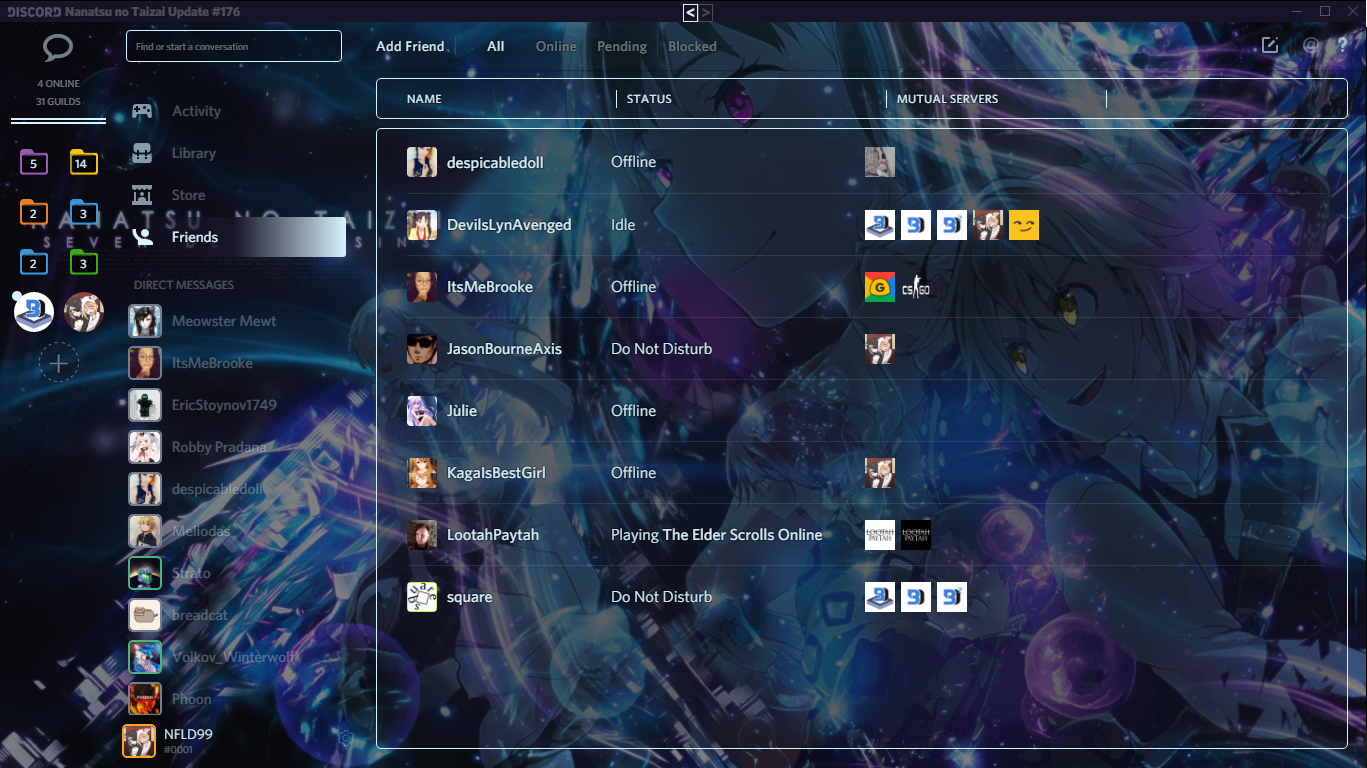 DISCORD Nanatsu no Taizai Update #176
< >
Find or start a conversation
Add Friend All Online Pending Blocked
@ ?
4 ONLINE
31 GUILDS
NAME STATUS MUTUAL SERVERS
Activity
Library
Store
Friends
5 14
2 3
2 3
NANATSU NO TAIZ
SEVE SINS
DIRECT MESSAGES
Meowster Mewt
ItsMeBrooke
EricStoynov1749
Robby Pradana
despicabledoll
Meliodas
Strato
breadcat
Volkov_Winterwolf
Phoon
NFLD99
#0001
despicabledoll Offline
DevilsLynAvenged Idle
ItsMeBrooke Offline G CS GO
JasonBourneAxis Do Not Disturb
Jùlie Offline
KagaIsBestGirl Offline
LootahPaytah Playing The Elder Scrolls Online LOOTAH PAYTAH LOOTAH PAYTAH
square square Do Not Disturb